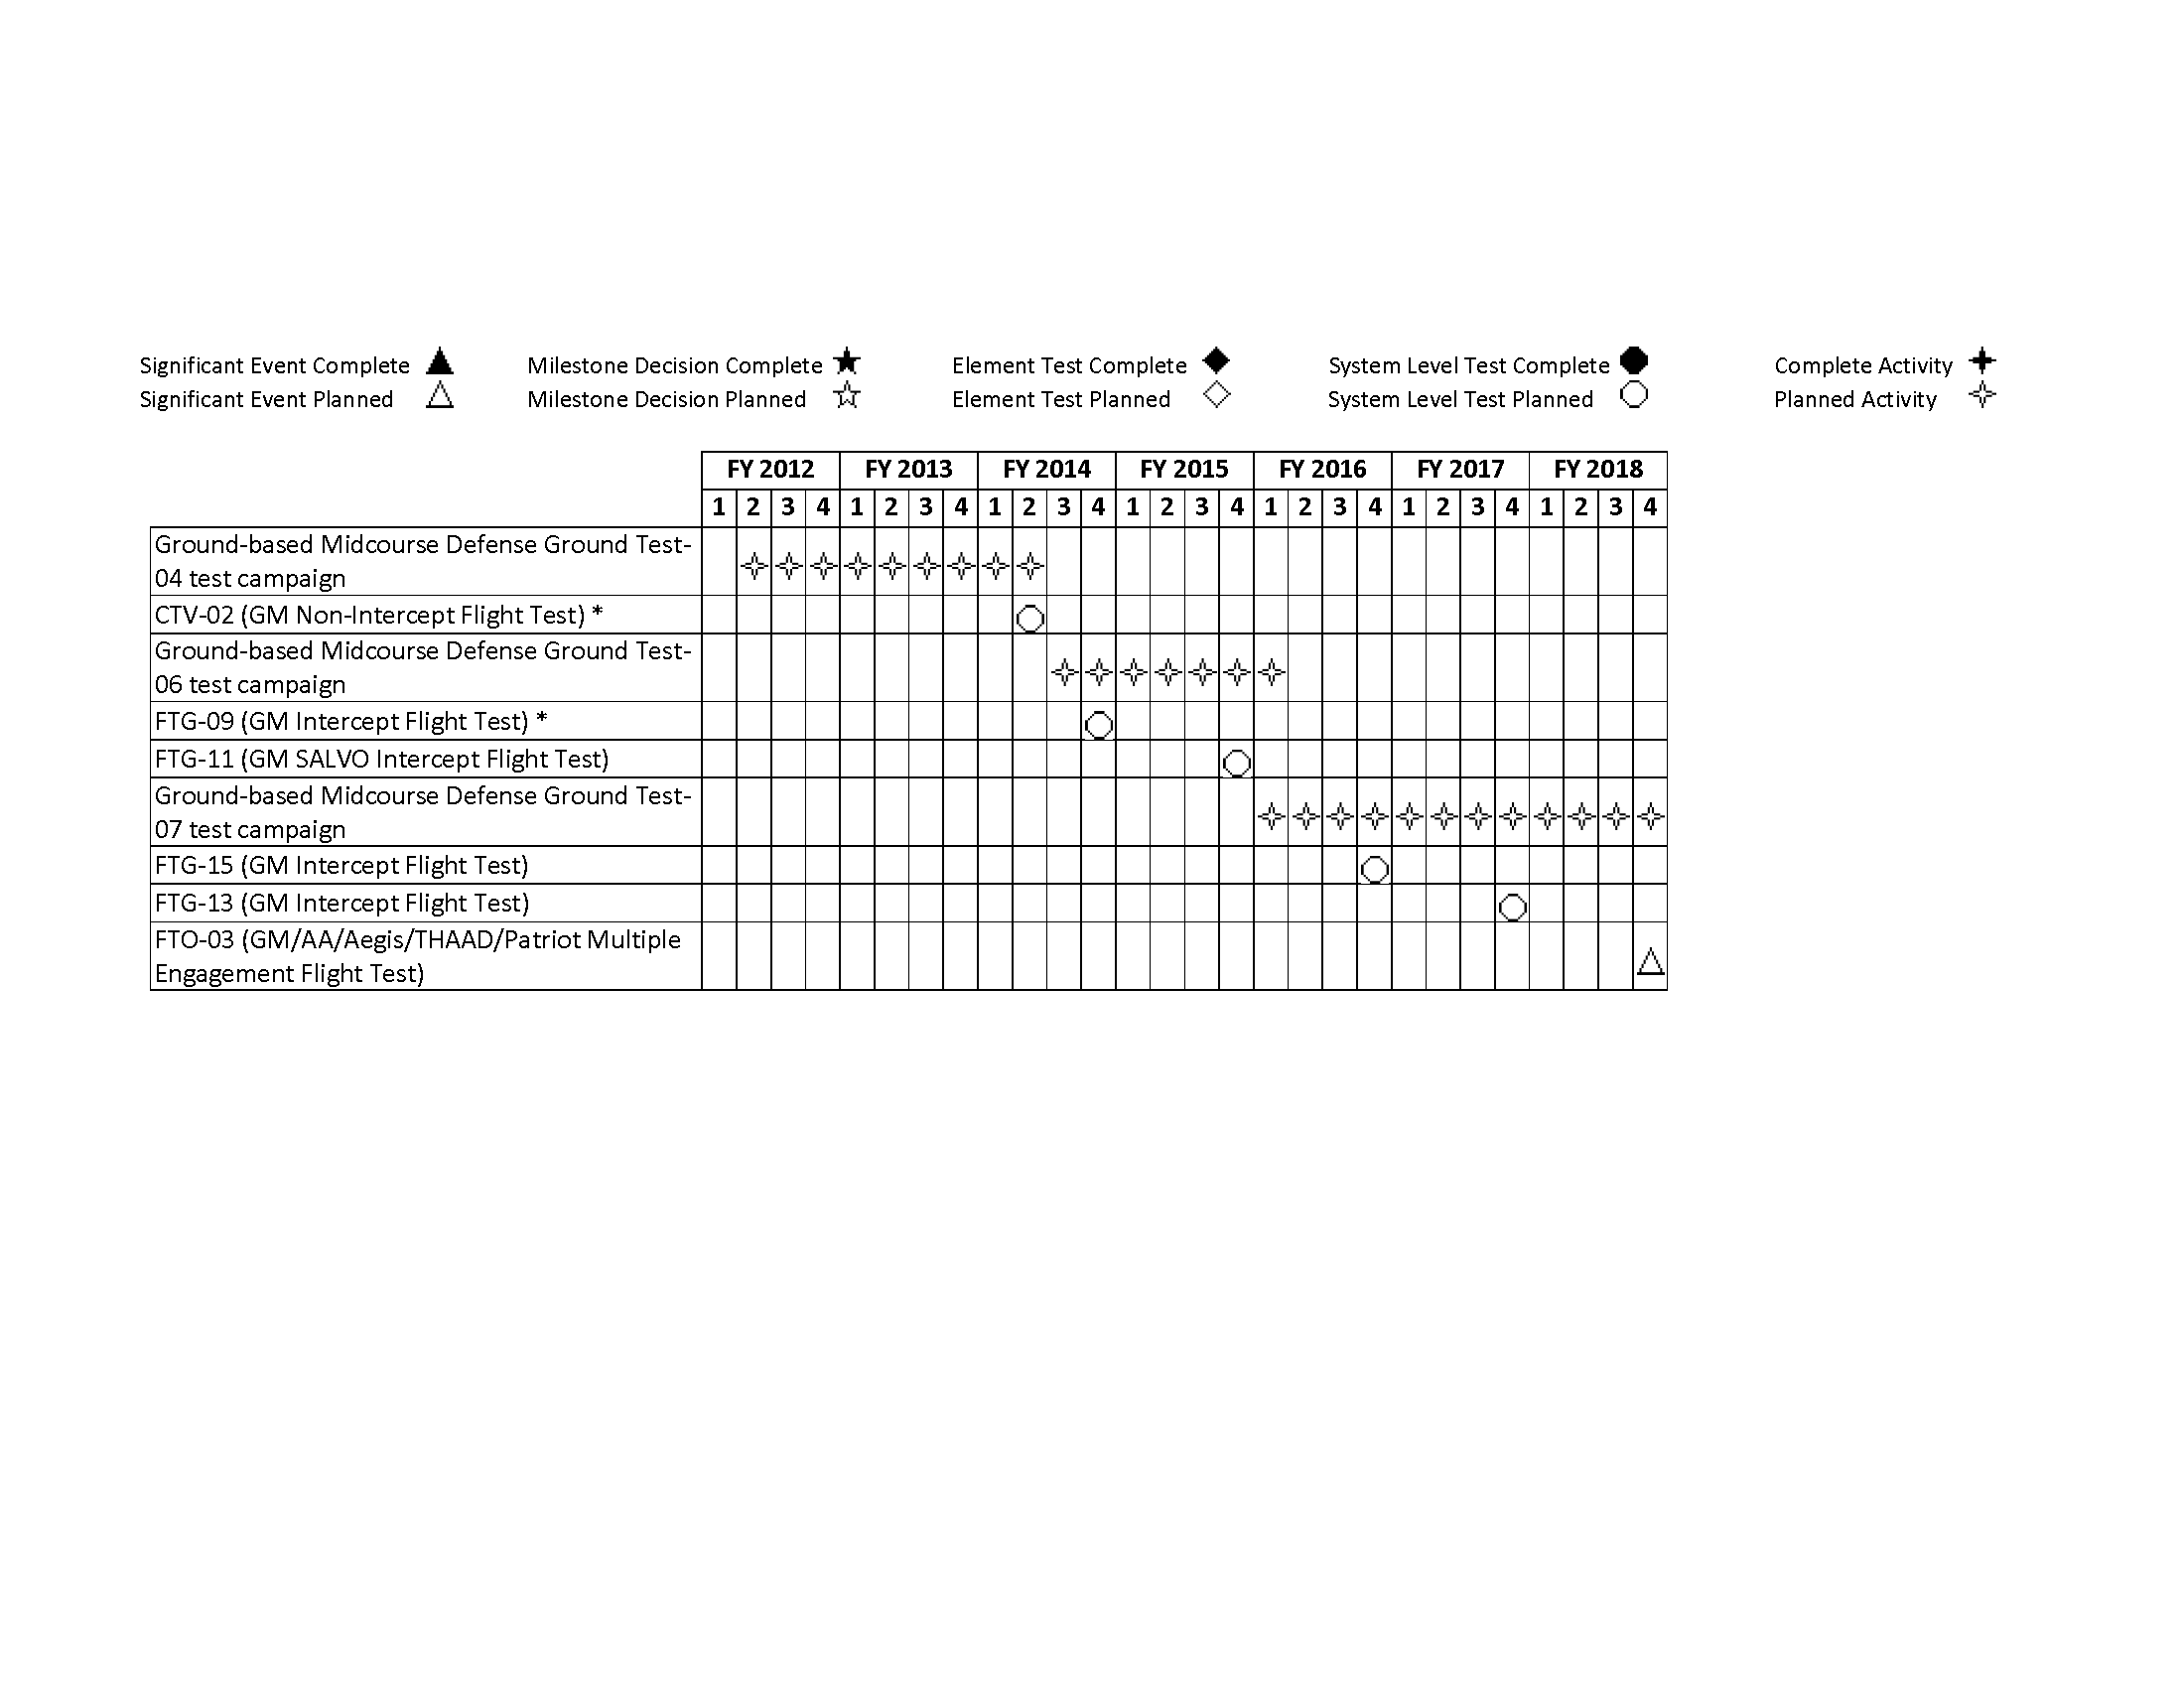 Significant Event Complete Milestone Decision Complete Element Test Complete System Level Test Complete Complete Activity
Significant Event Planned Milestone Decision Planned Element Test Planned System Level Test Planned Planned Activity
FY 2012 FY 2013 FY 2014 FY 2015 FY 2016 FY 2017 FY 2018
1 2 3 4 1 2 3 4 1 2 3 4 1 2 3 4 1 2 3 4 1 2 3 4 1 2 3 4
Ground-based Midcourse Defense Ground Test-
04 test campaign
CTV-02 (GM Non-Intercept Flight Test) *
Ground-based Midcourse Defense Ground Test-
06 test campaign
FTG-09 (GM Intercept Flight Test) *
FTG-11 (GM SALVO Intercept Flight Test)
Ground-based Midcourse Defense Ground Test-
07 test campaign
FTG-15 (GM Intercept Flight Test)
FTG-13 (GM Intercept Flight Test)
FTO-03 (GM/AA/Aegis/THAAD/Patriot Multiple
Engagement Flight Test)